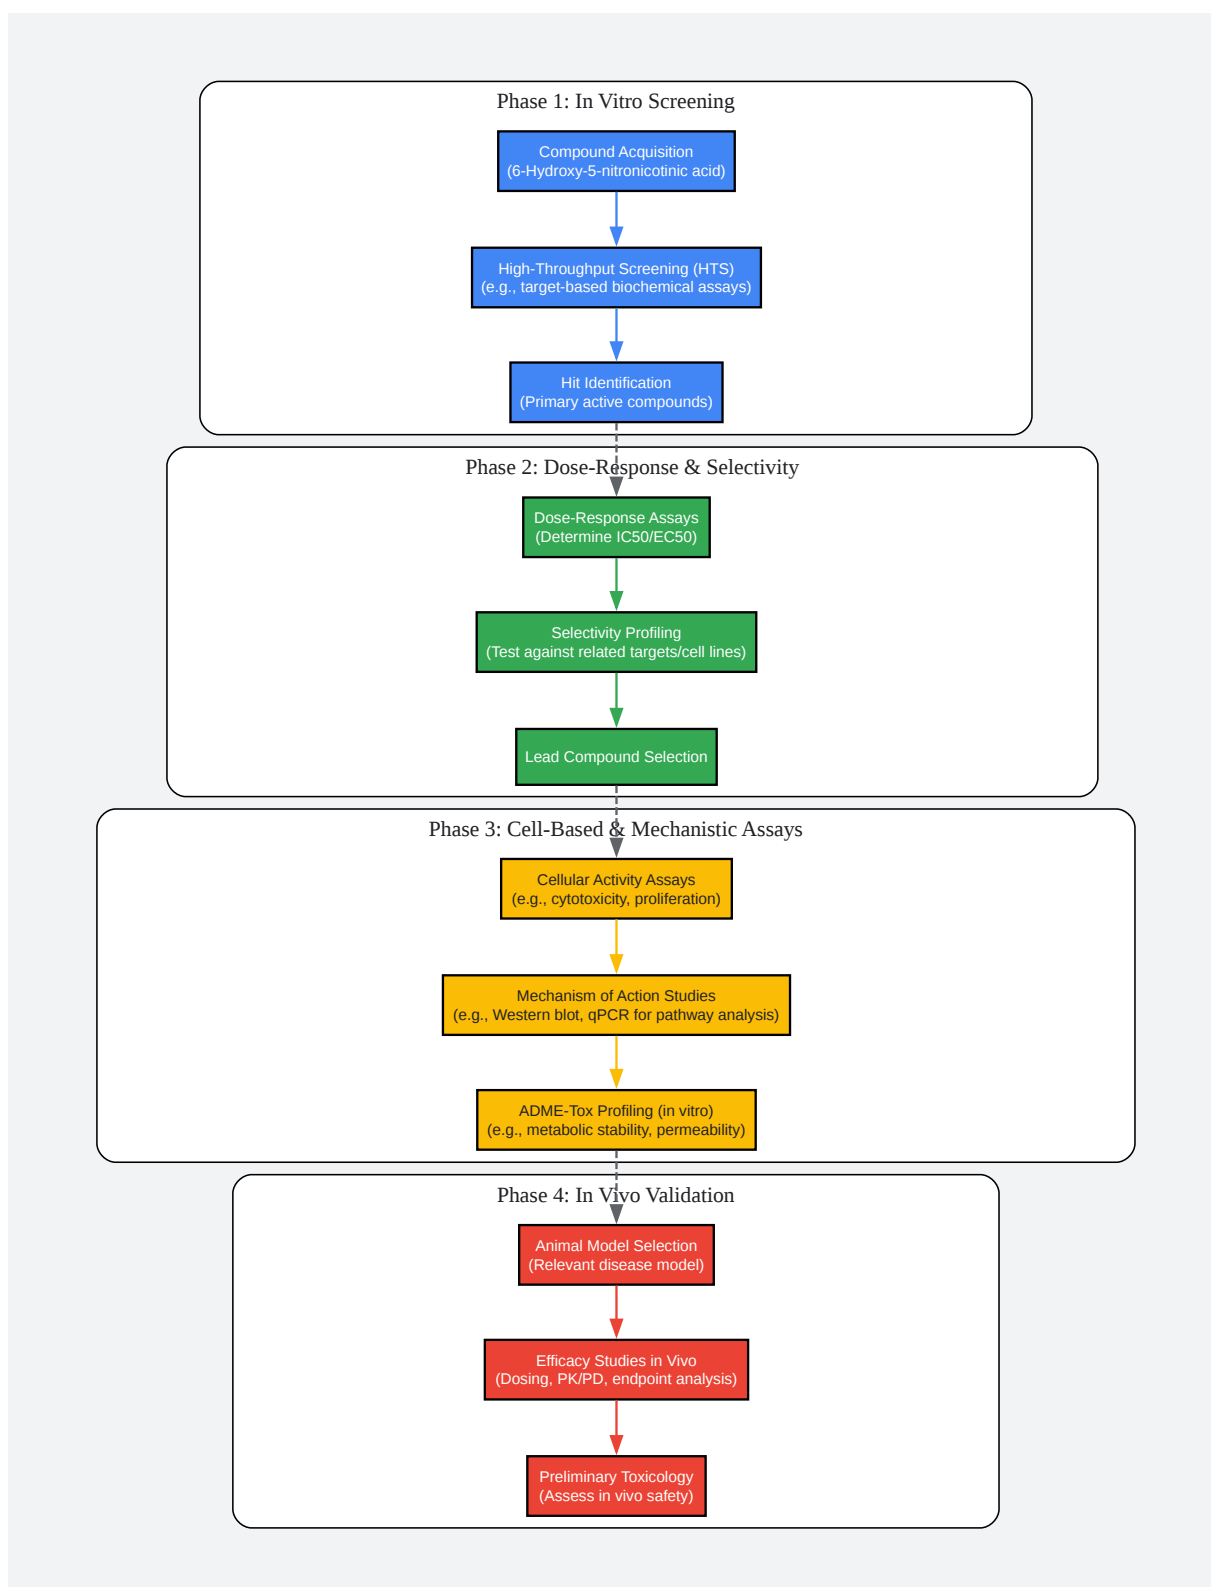 Phase 1: In Vitro Screening
Compound Acquisition
(6-Hydroxy-5-nitronicotinic acid)
High-Throughput Screening (HTS)
(e.g., target-based biochemical assays)
Hit Identification
(Primary active compounds)
Phase 2: Dose-Response & Selectivity
Dose-Response Assays
(Determine IC50/EC50)
Selectivity Profiling
(Test against related targets/cell lines)
Lead Compound Selection
Phase 3: Cell-Based & Mechanistic Assays
Cellular Activity Assays
(e.g., cytotoxicity, proliferation)
Mechanism of Action Studies
(e.g., Western blot, qPCR for pathway analysis)
ADME-Tox Profiling (in vitro)
(e.g., metabolic stability, permeability)
Phase 4: In Vivo Validation
Animal Model Selection
(Relevant disease model)
Efficacy Studies in Vivo
(Dosing, PK/PD, endpoint analysis)
Preliminary Toxicology
(Assess in vivo safety)